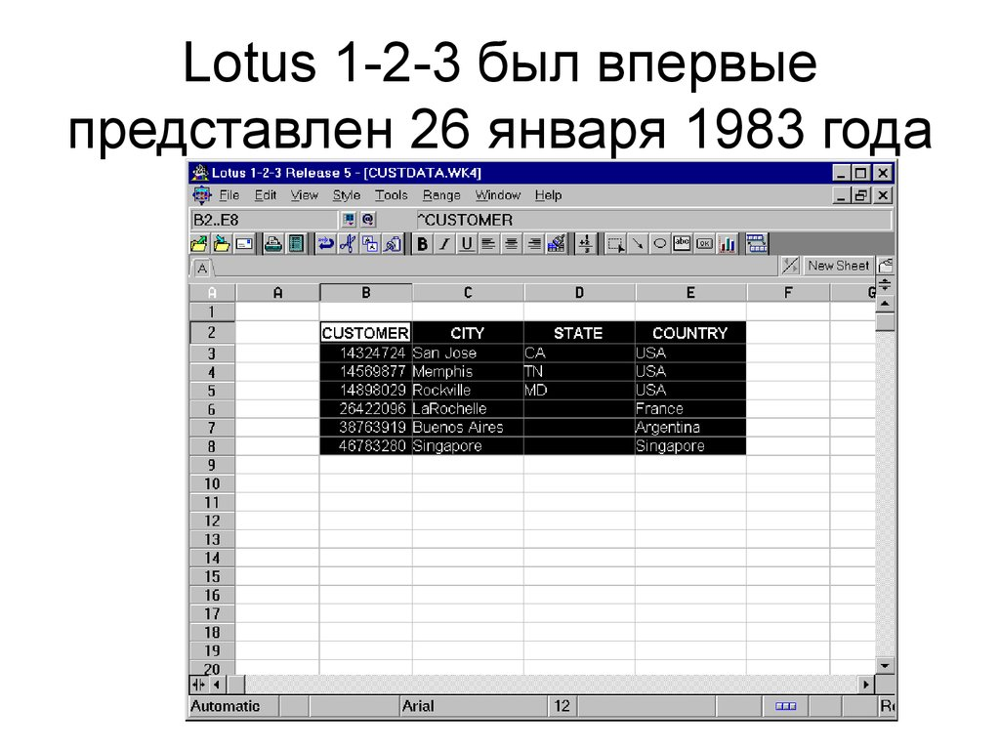 Lotus 1-2-3 был впервые
представлен 26 января 1983 года
Lotus 1-2-3 Release 5 - [CUSTDATA.WK4]
File Edit View Style Tools Range Window Help
B2..E8 @ ^CUSTOMER
B I U abc OK
A New Sheet
A A B C D E F G
1
2 CUSTOMER CITY STATE COUNTRY
3 14324724 San Jose CA USA
4 14569877 Memphis TN USA
5 14898029 Rockville MD USA
6 26422096 LaRochelle France
7 38763919 Buenos Aires Argentina
8 46783280 Singapore Singapore
9
10
11
12
13
14
15
16
17
18
19
20
Automatic Arial 12 Re